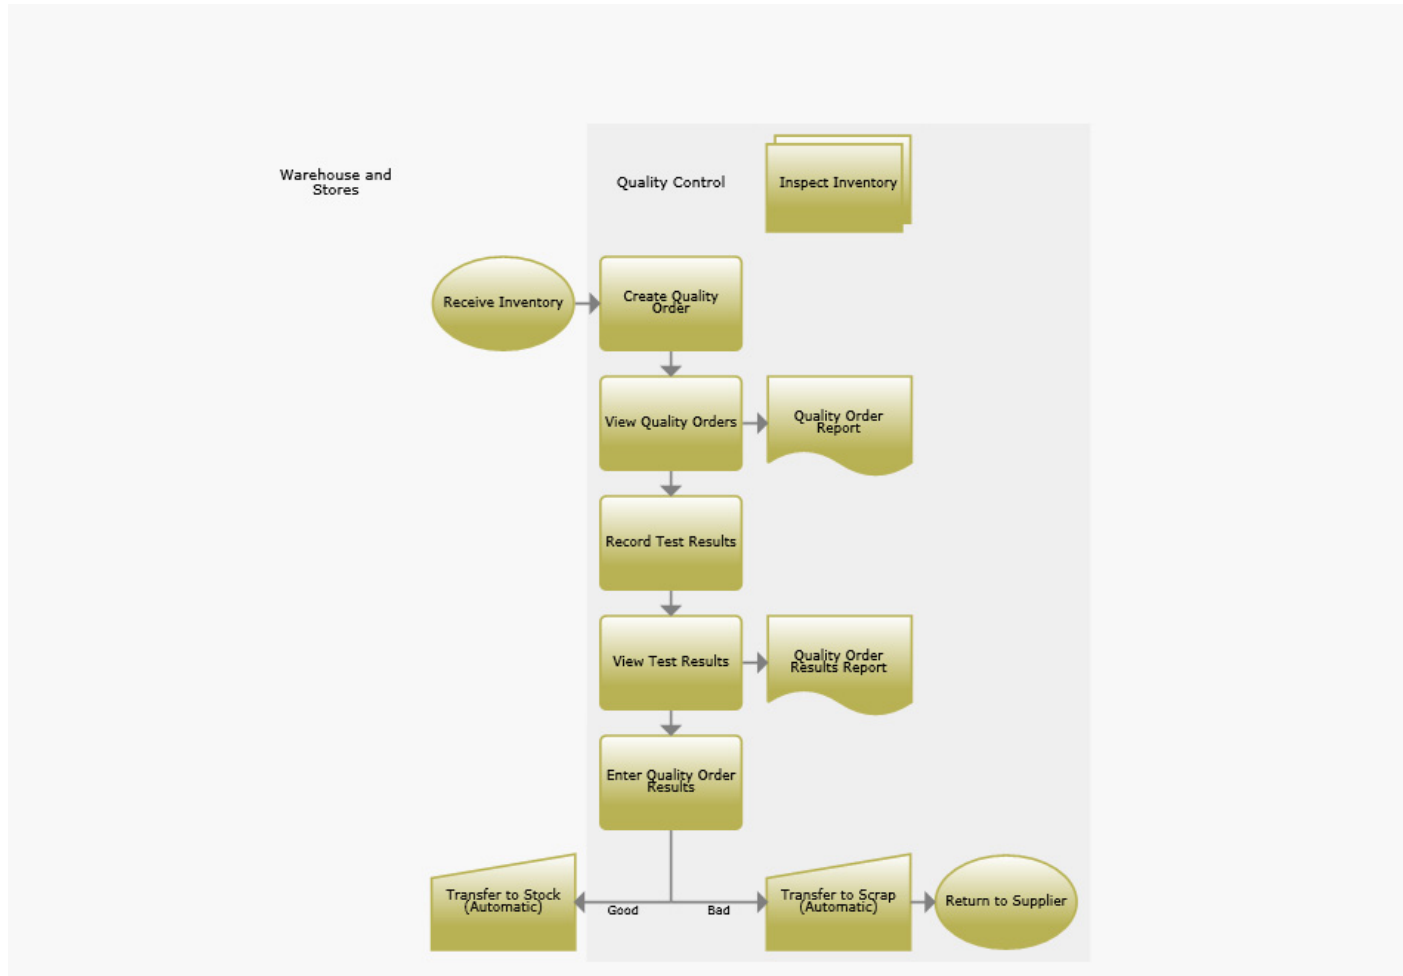 Warehouse and
Stores
Quality Control
Inspect Inventory
Receive Inventory
Create Quality
Order
View Quality Orders
Quality Order
Report
Record Test Results
View Test Results
Quality Order
Results Report
Enter Quality Order
Results
Transfer to Stock
(Automatic)
Good
Bad
Transfer to Scrap
(Automatic)
Return to Supplier